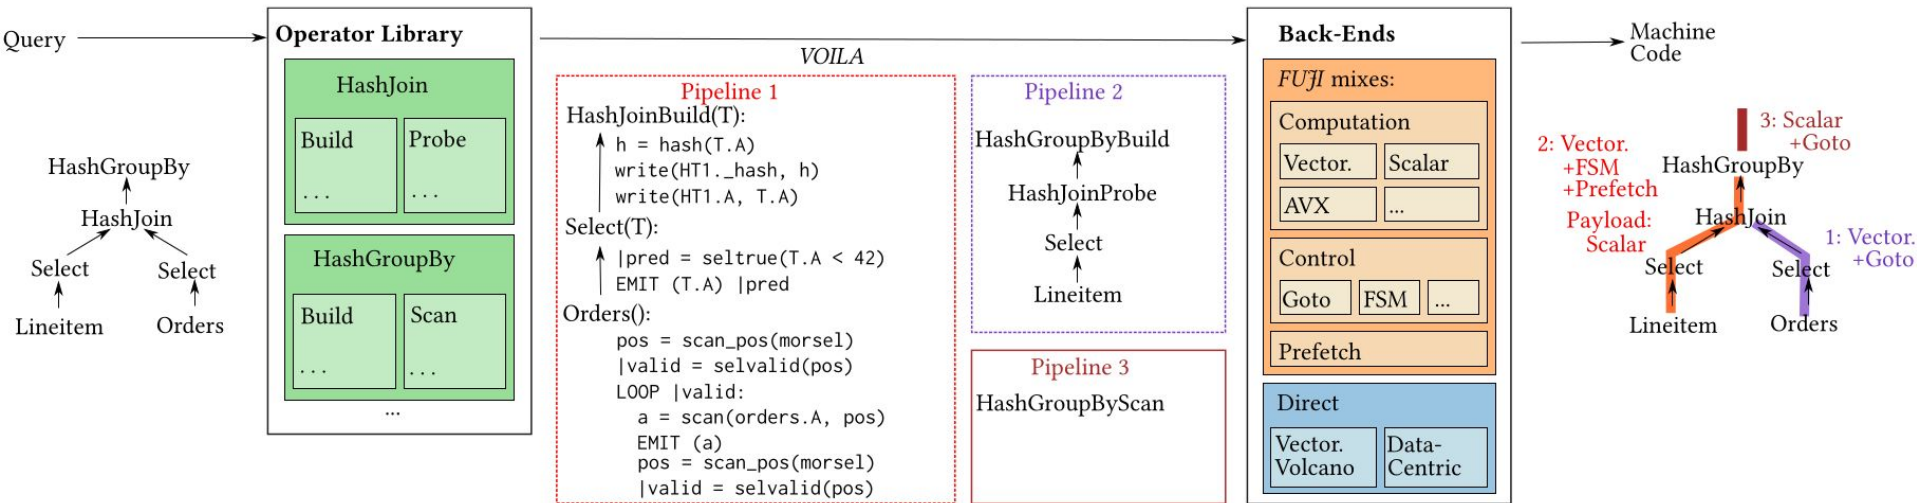 Query
HashGroupBy
HashJoin
Select
Select
Lineitem
Orders
Operator Library
HashJoin
Build
...
Probe
...
HashGroupBy
Build
...
Scan
...
...
VOILA
Pipeline 1
HashJoinBuild(T):
h = hash(T.A)
write(HT1._hash, h)
write(HT1.A, T.A)
Select(T):
|pred = seltrue(T.A < 42)
EMIT (T.A) |pred
Orders():
pos = scan_pos(morsel)
|valid = selvalid(pos)
LOOP |valid:
a = scan(orders.A, pos)
EMIT (a)
pos = scan_pos(morsel)
|valid = selvalid(pos)
Pipeline 2
HashGroupByBuild
HashJoinProbe
Select
Lineitem
Pipeline 3
HashGroupByScan
Back-Ends
FUJI mixes:
Computation
Vector.
Scalar
AVX
...
Control
Goto
FSM
...
Prefetch
Direct
Vector.
Volcano
Data-
Centric
Machine
Code
3: Scalar
+Goto
2: Vector.
+FSM
+Prefetch
Payload:
Scalar
HashGroupBy
HashJoin
1: Vector.
+Goto
Select
Select
Lineitem
Orders